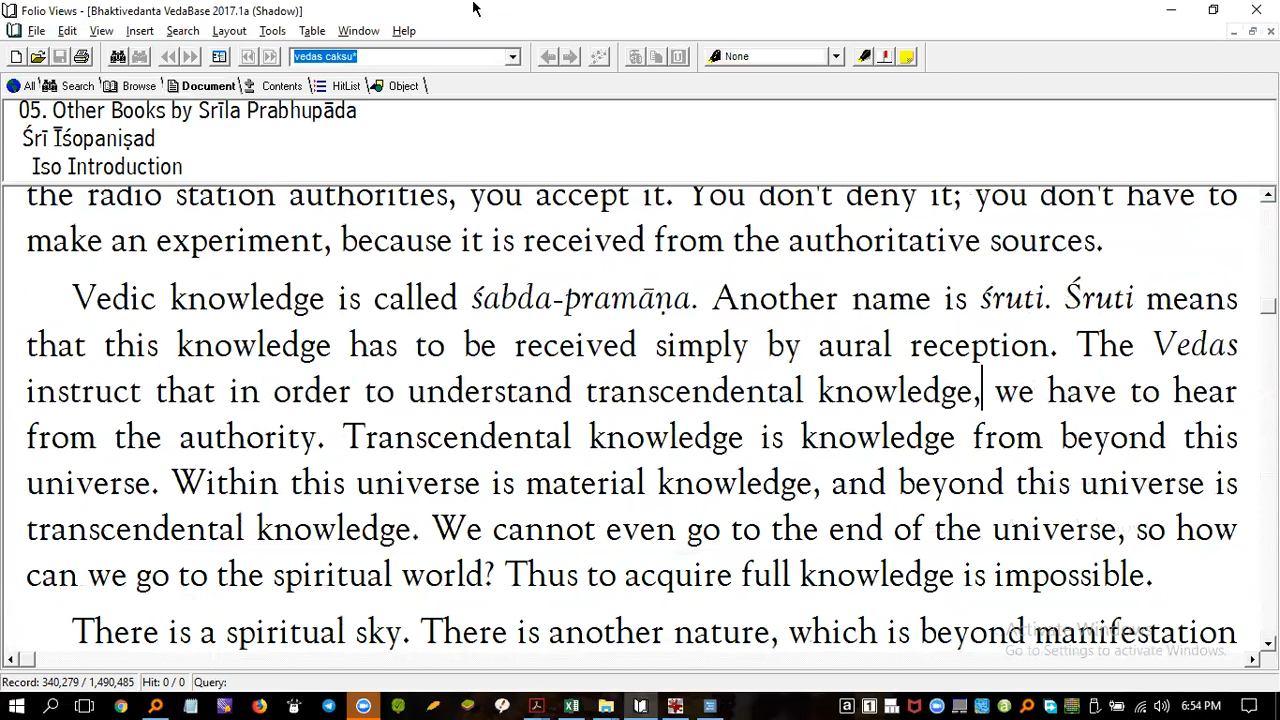 Folio Views - [Bhaktivedanta VedaBase 2017.1a (Shadow)]
File Edit View Insert Search Layout Tools Table Window Help
vedas caksu* None
All Search Browse Document Contents HitList Object
05. Other Books by Srīla Prabhupāda
Śrī Īśopaniṣad
Iso Introduction
the radio station authorities, you accept it. You don't deny it; you don't have to
make an experiment, because it is received from the authoritative sources.
Vedic knowledge is called śabda-pramāṇa. Another name is śruti. Śruti means
that this knowledge has to be received simply by aural reception. The Vedas
instruct that in order to understand transcendental knowledge, we have to hear
from the authority. Transcendental knowledge is knowledge from beyond this
universe. Within this universe is material knowledge, and beyond this universe is
transcendental knowledge. We cannot even go to the end of the universe, so how
can we go to the spiritual world? Thus to acquire full knowledge is impossible.
There is a spiritual sky. There is another nature, which is beyond manifestation
Activate Windows
Go to Settings to activate Windows.
Record: 340,279 / 1,490,485 Hit: 0 / 0 Query:
6:54 PM